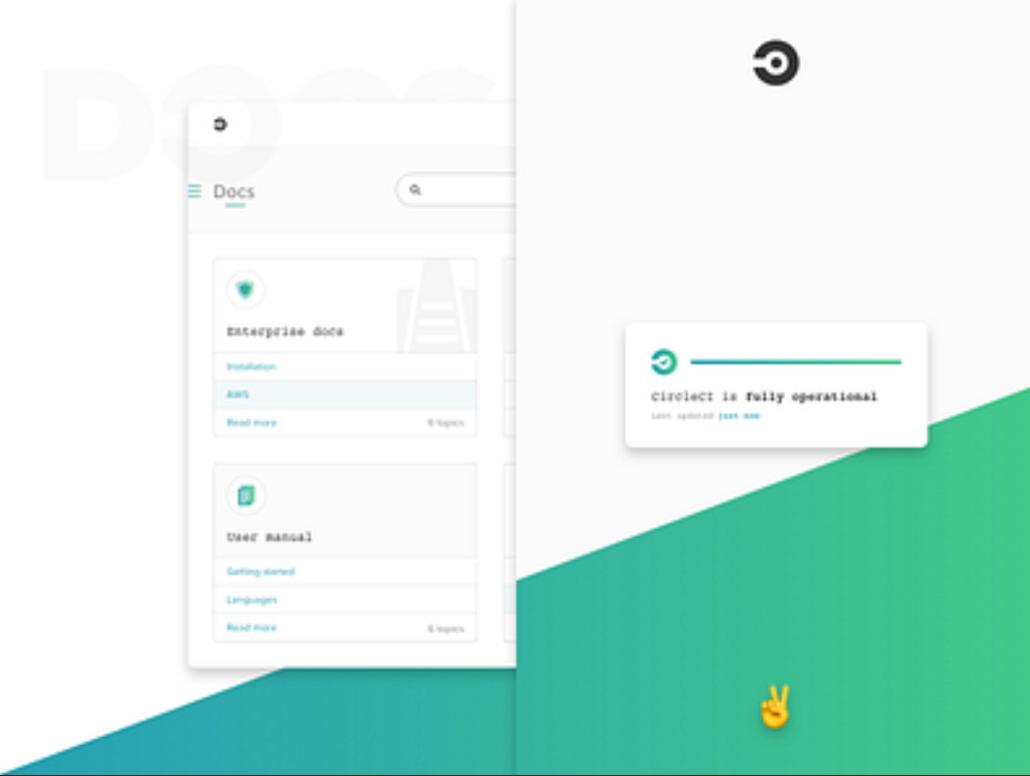 DOCS
Docs
Enterprise docs
Installation
AWS
Read more
6 topics
User manual
Getting started
Languages
Read more
6 topics
CircleCI is fully operational
Last updated just now